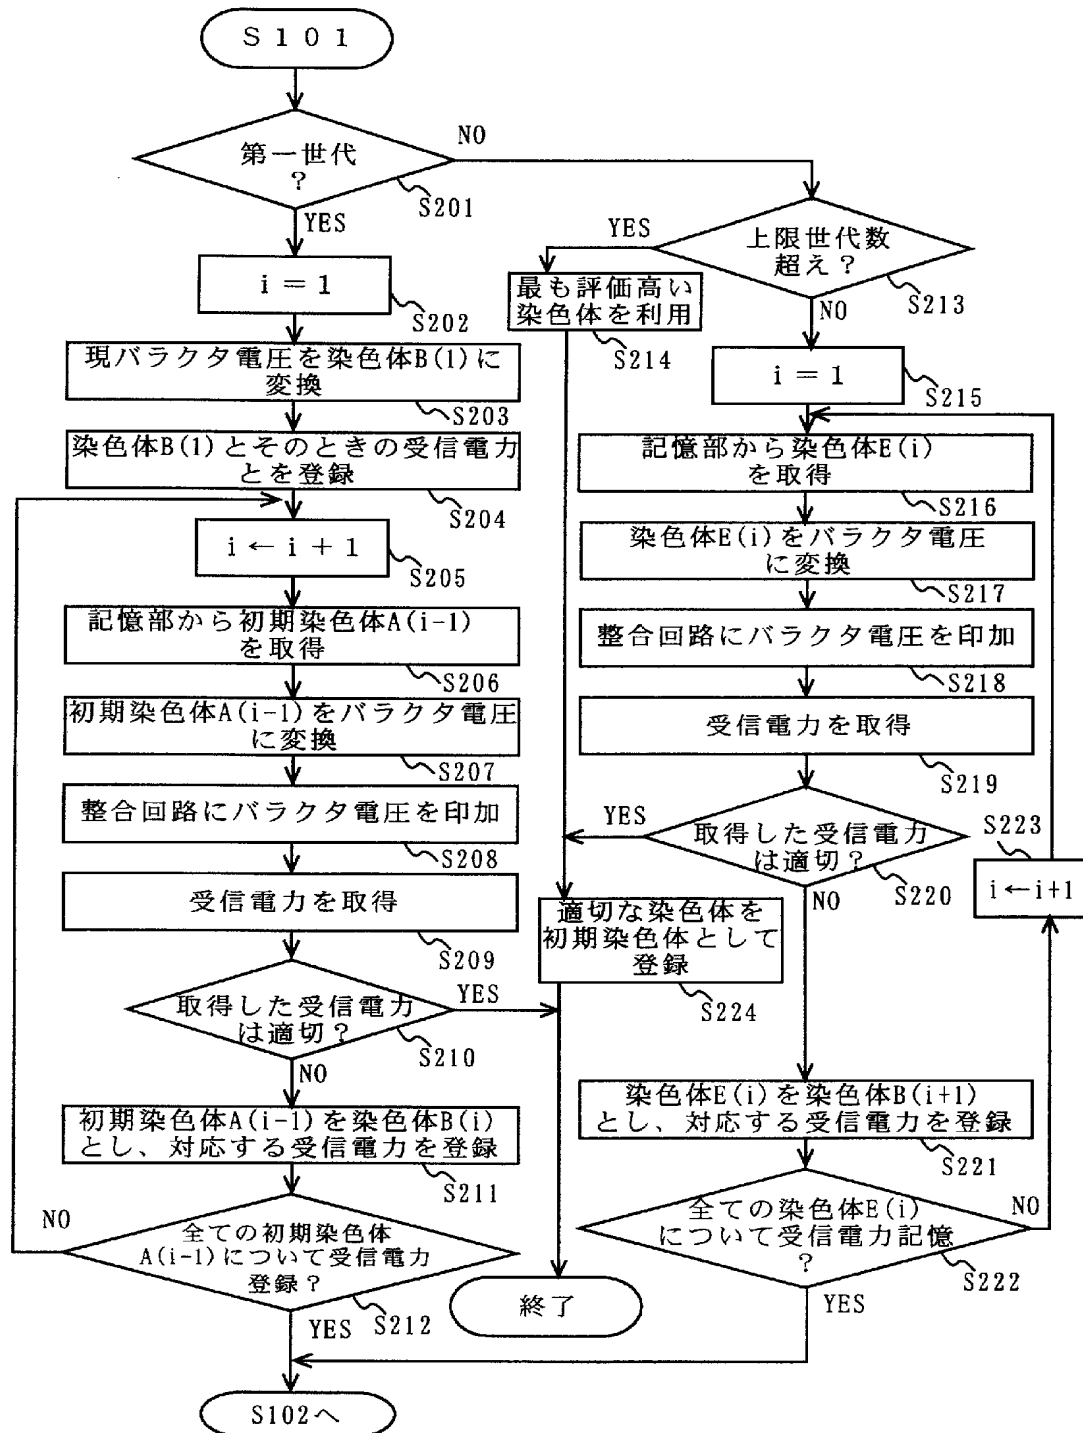 S101
第一世代
?
NO
S201
YES
i=1
S202
現バラクタ電圧を染色体B(1)に
変換
S203
染色体B(1)とそのときの受信電力
とを登録
S204
i←i+1
S205
記憶部から初期染色体A(i-1)
を取得
S206
初期染色体A(i-1)をバラクタ電圧
に変換
S207
整合回路にバラクタ電圧を印加
S208
受信電力を取得
S209
取得した受信電力
は適切?
YES
S210
NO
初期染色体A(i-1)を染色体B(i)
とし、対応する受信電力を登録
S211
NO
全ての初期染色体
A(i-1)について受信電力
登録?
S212
YES
S102へ
上限世代数
超え?
YES
S213
NO
最も評価高い
染色体を利用
S214
i=1
S215
記憶部から染色体E(i)
を取得
S216
染色体E(i)をバラクタ電圧
に変換
S217
整合回路にバラクタ電圧を印加
S218
受信電力を取得
S219
YES
取得した受信電力
は適切?
S220
NO
S223
i←i+1
適切な染色体を
初期染色体として
登録
S224
染色体E(i)を染色体B(i+1)
とし、対応する受信電力を登録
S221
全ての染色体E(i)
について受信電力記憶
?
NO
S222
YES
終了